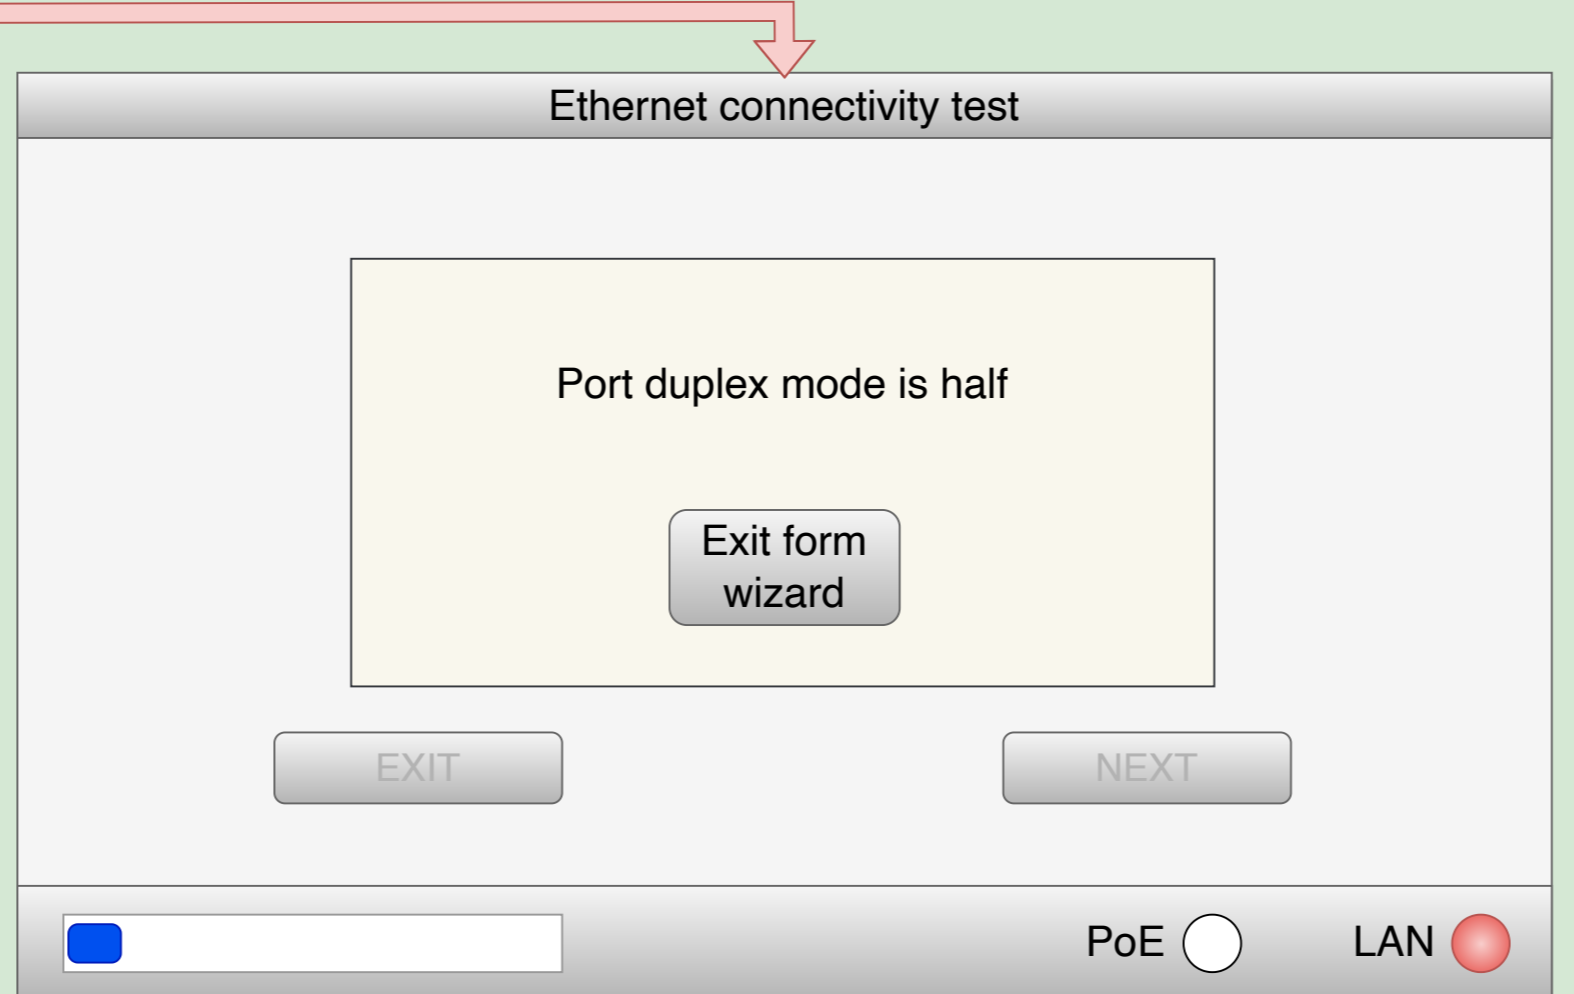 Ethernet connectivity test
Port duplex mode is half
Exit form
wizard
EXIT
NEXT
PoE
LAN